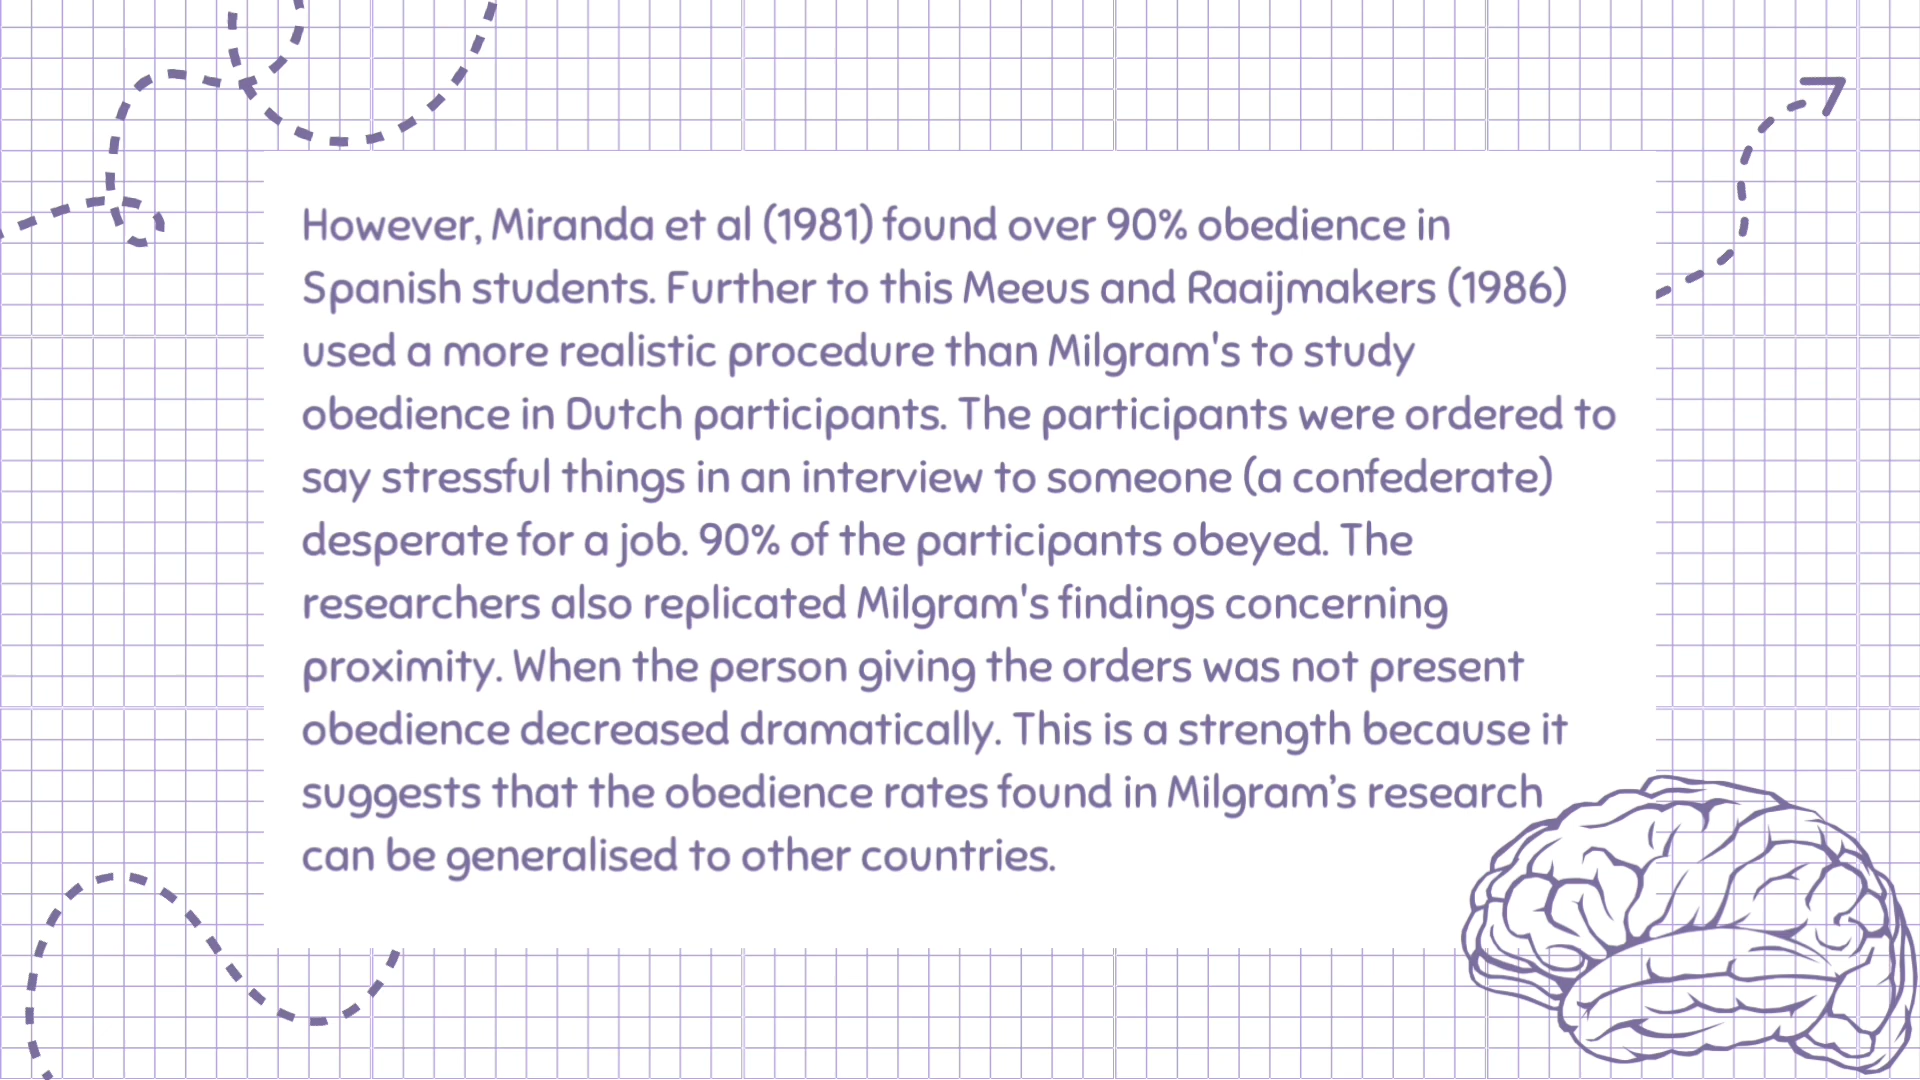 However, Miranda et al (1981) found over 90% obedience in
Spanish students. Further to this Meeus and Raaijmakers (1986)
used a more realistic procedure than Milgram's to study
obedience in Dutch participants. The participants were ordered to
say stressful things in an interview to someone (a confederate)
desperate for a job. 90% of the participants obeyed. The
researchers also replicated Milgram's findings concerning
proximity. When the person giving the orders was not present
obedience decreased dramatically. This is a strength because it
suggests that the obedience rates found in Milgram’s research
can be generalised to other countries.